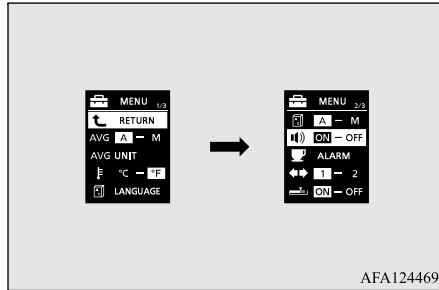 MENU 1/3
RETURN
AVG A – M
AVG UNIT
°C – °F
LANGUAGE
MENU 2/3
A – M
ON – OFF
ALARM
1 – 2
ON – OFF
AFA124469